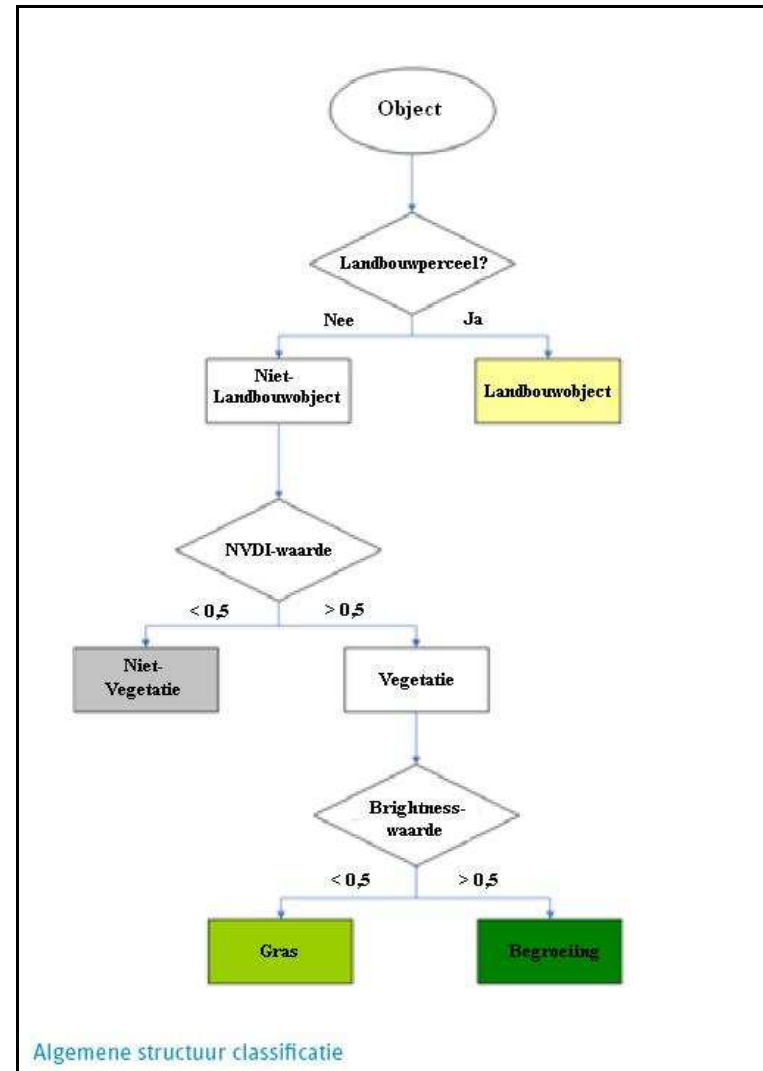 Object
Landbouwperceel?
Nee
Ja
Niet-
Landbouwobject
Landbouwobject
NVDI-waarde
< 0,5
> 0,5
Niet-
Vegetatie
Vegetatie
Brightness-
waarde
< 0,5
> 0,5
Gras
Begroeiing
Algemene structuur classificatie